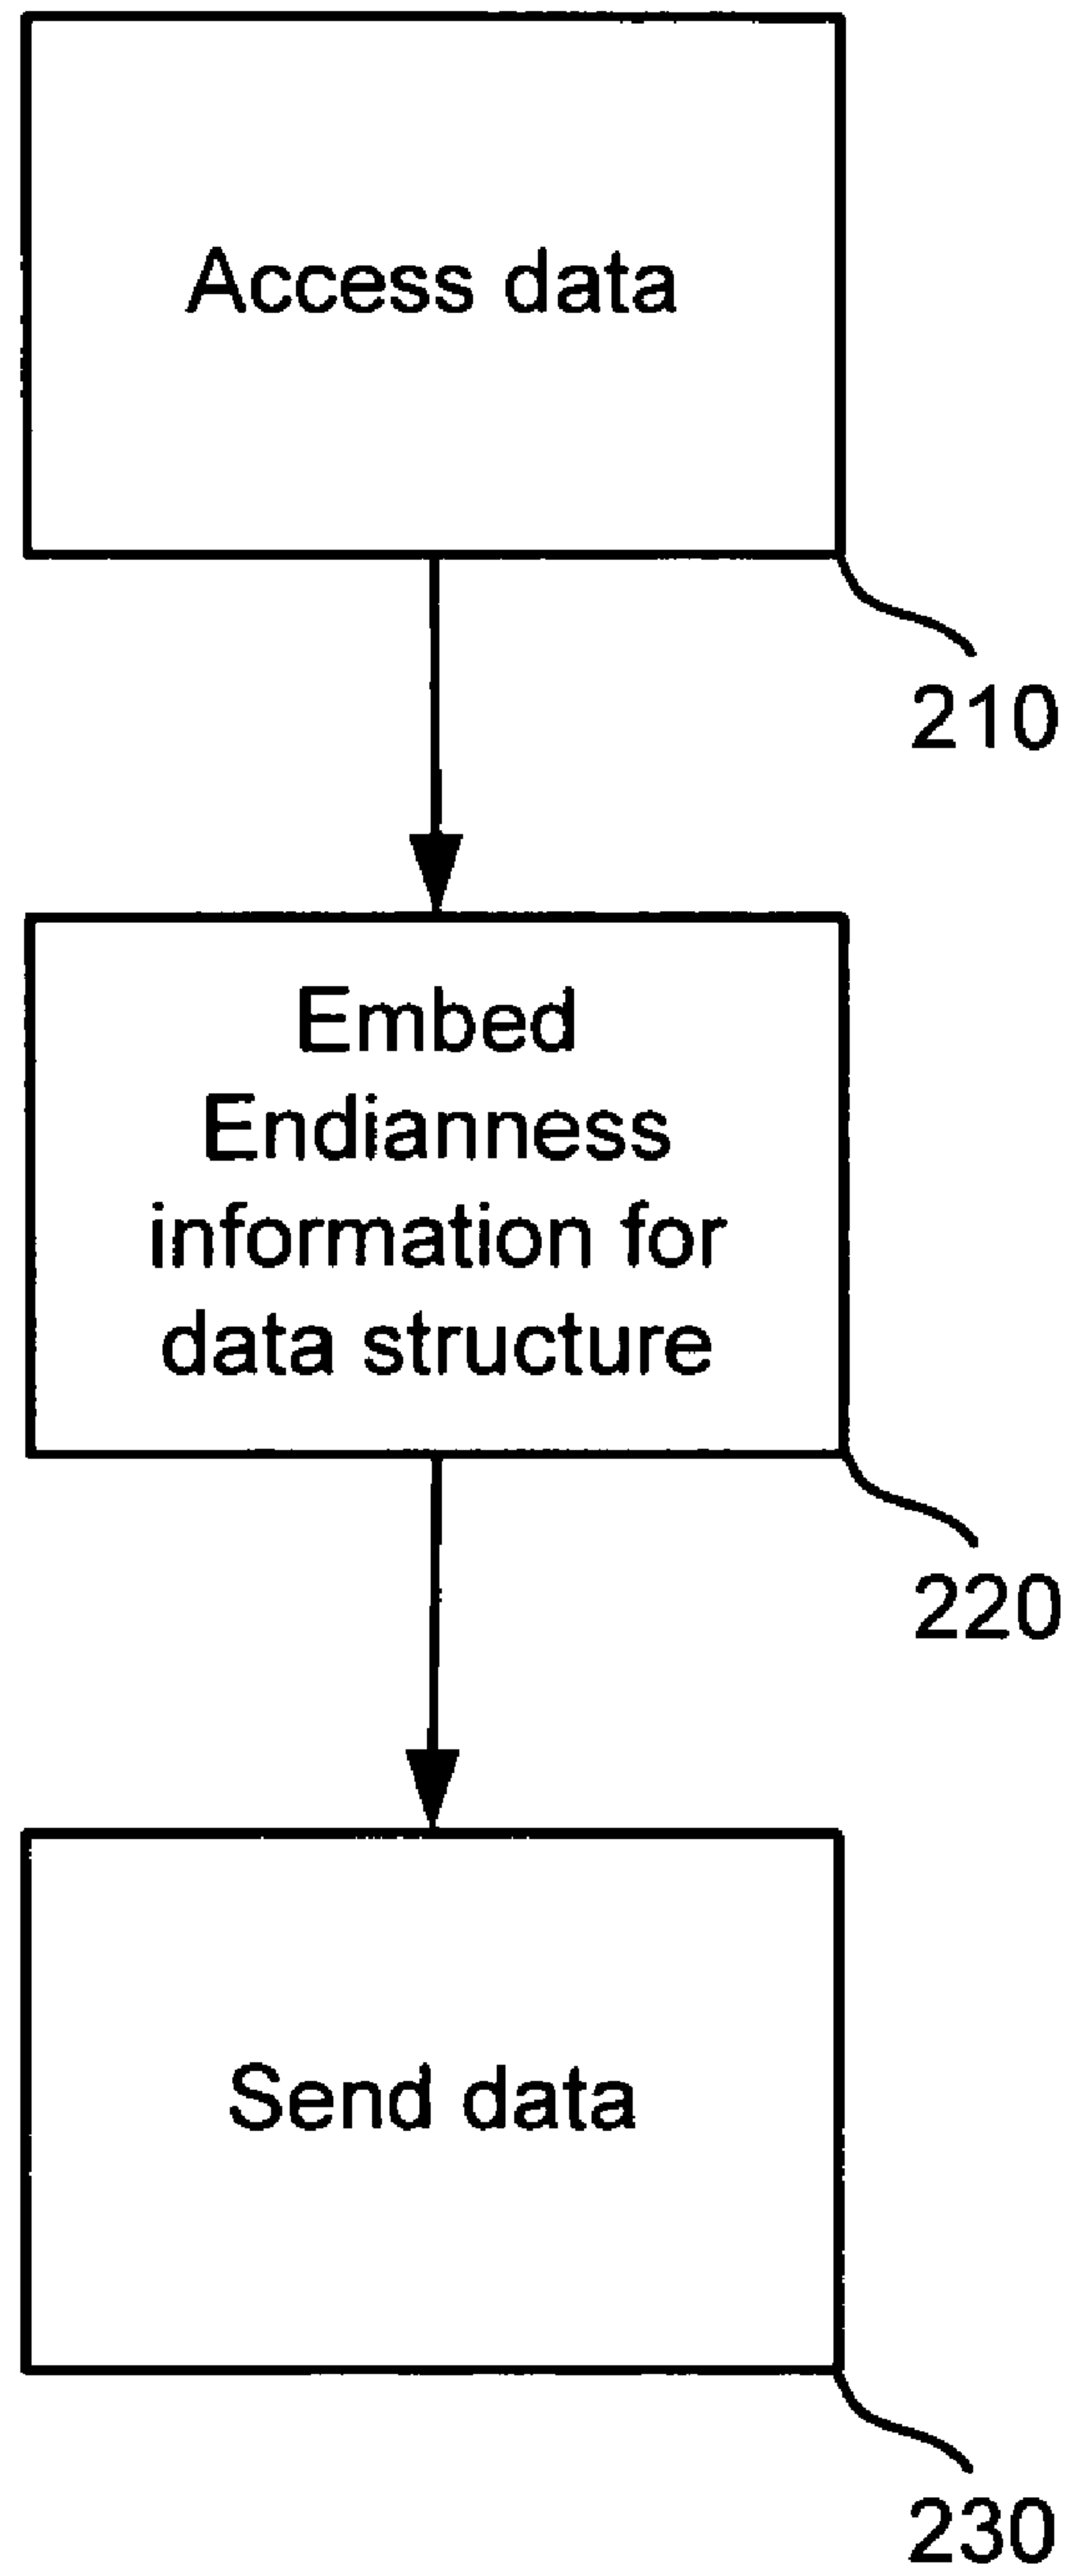 Access data
210
Embed
Endianness
information for
data structure
220
Send data
230